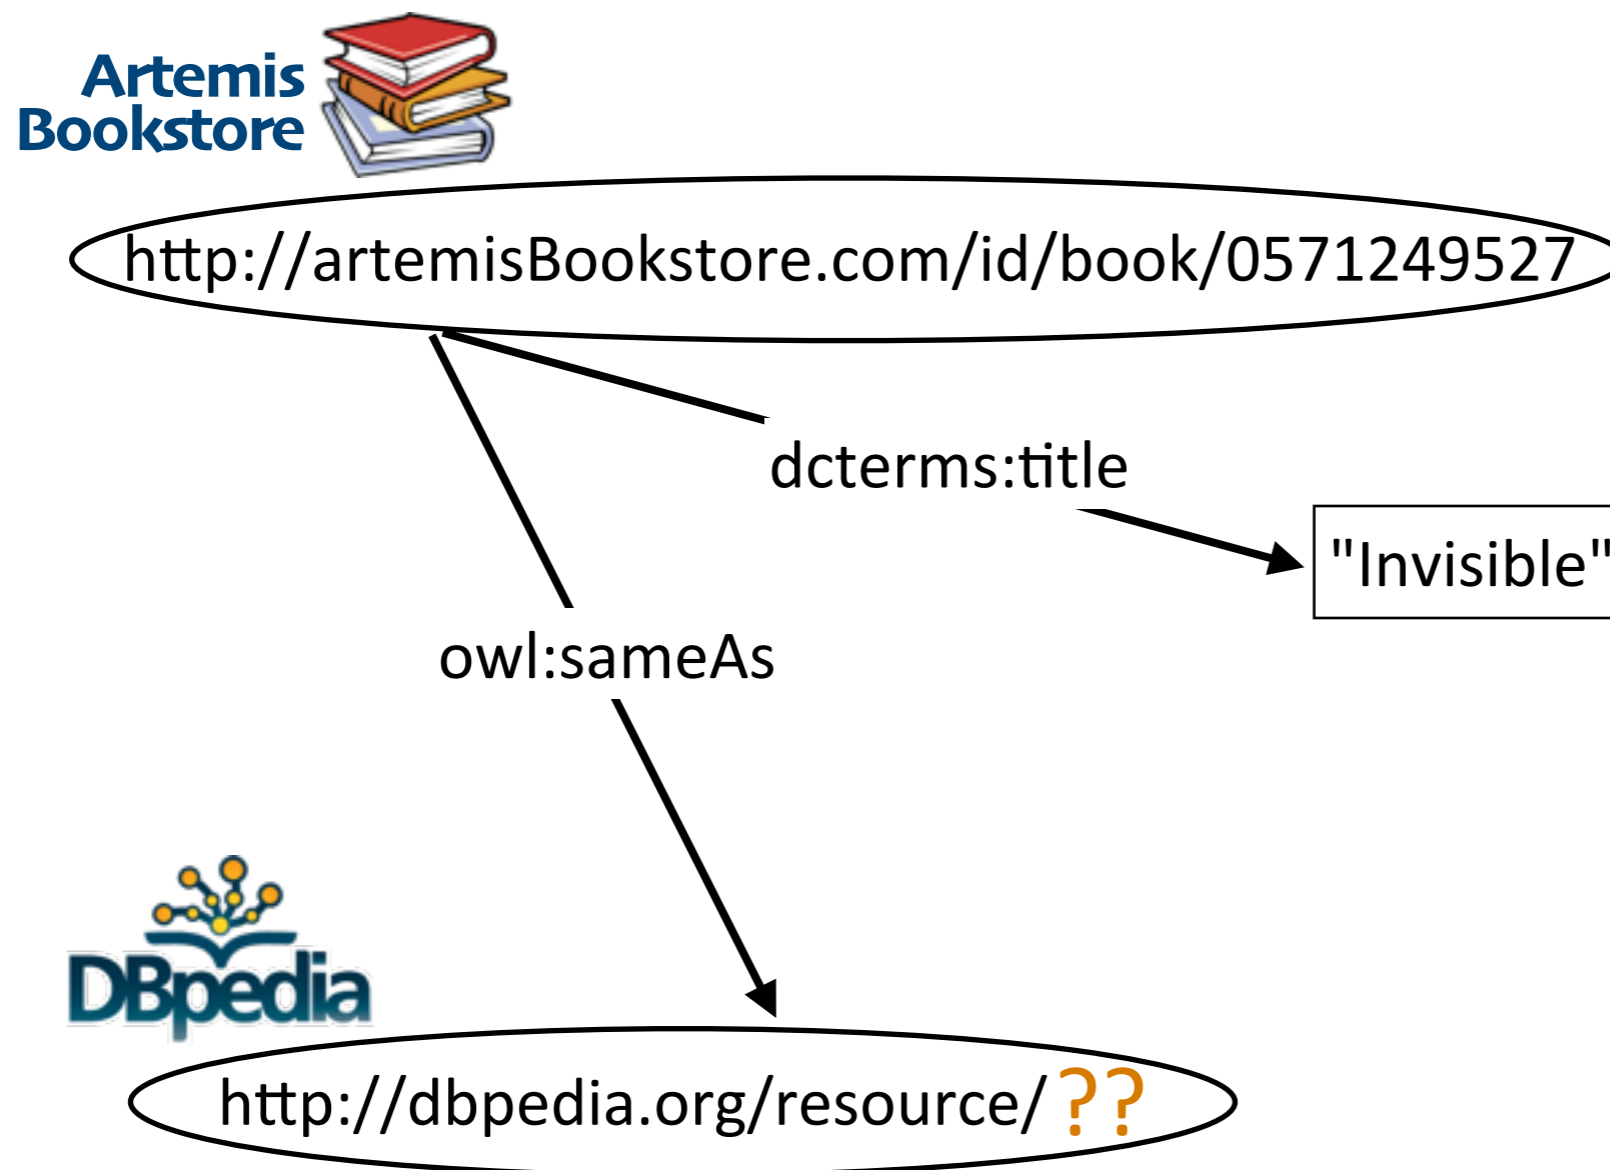 Artemis
Bookstore
http://artemisBookstore.com/id/book/0571249527
dcterms:title
"Invisible"
owl:sameAs
DBpedia
http://dbpedia.org/resource/??